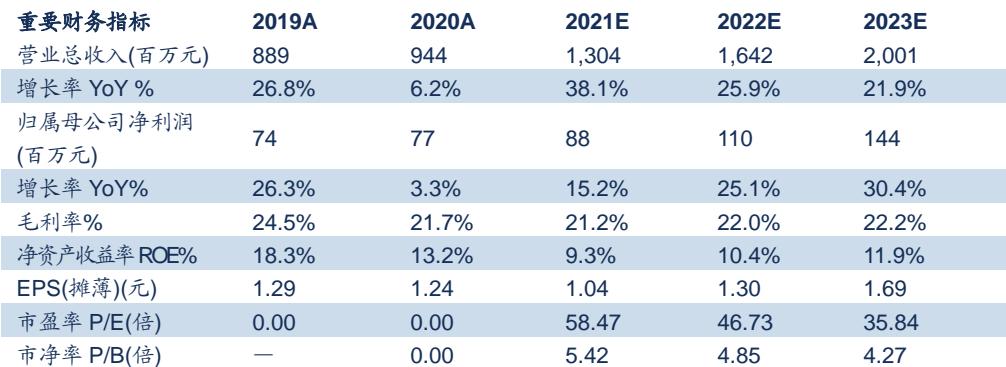 重要财务指标 2019A 2020A 2021E 2022E 2023E
营业总收入(百万元) 889 944 1,304 1,642 2,001
增长率 YoY % 26.8% 6.2% 38.1% 25.9% 21.9%
归属母公司净利润
(百万元) 74 77 88 110 144
增长率 YoY% 26.3% 3.3% 15.2% 25.1% 30.4%
毛利率% 24.5% 21.7% 21.2% 22.0% 22.2%
净资产收益率ROE% 18.3% 13.2% 9.3% 10.4% 11.9%
EPS(摊薄)(元) 1.29 1.24 1.04 1.30 1.69
市盈率 P/E(倍) 0.00 0.00 58.47 46.73 35.84
市净率 P/B(倍) — 0.00 5.42 4.85 4.27